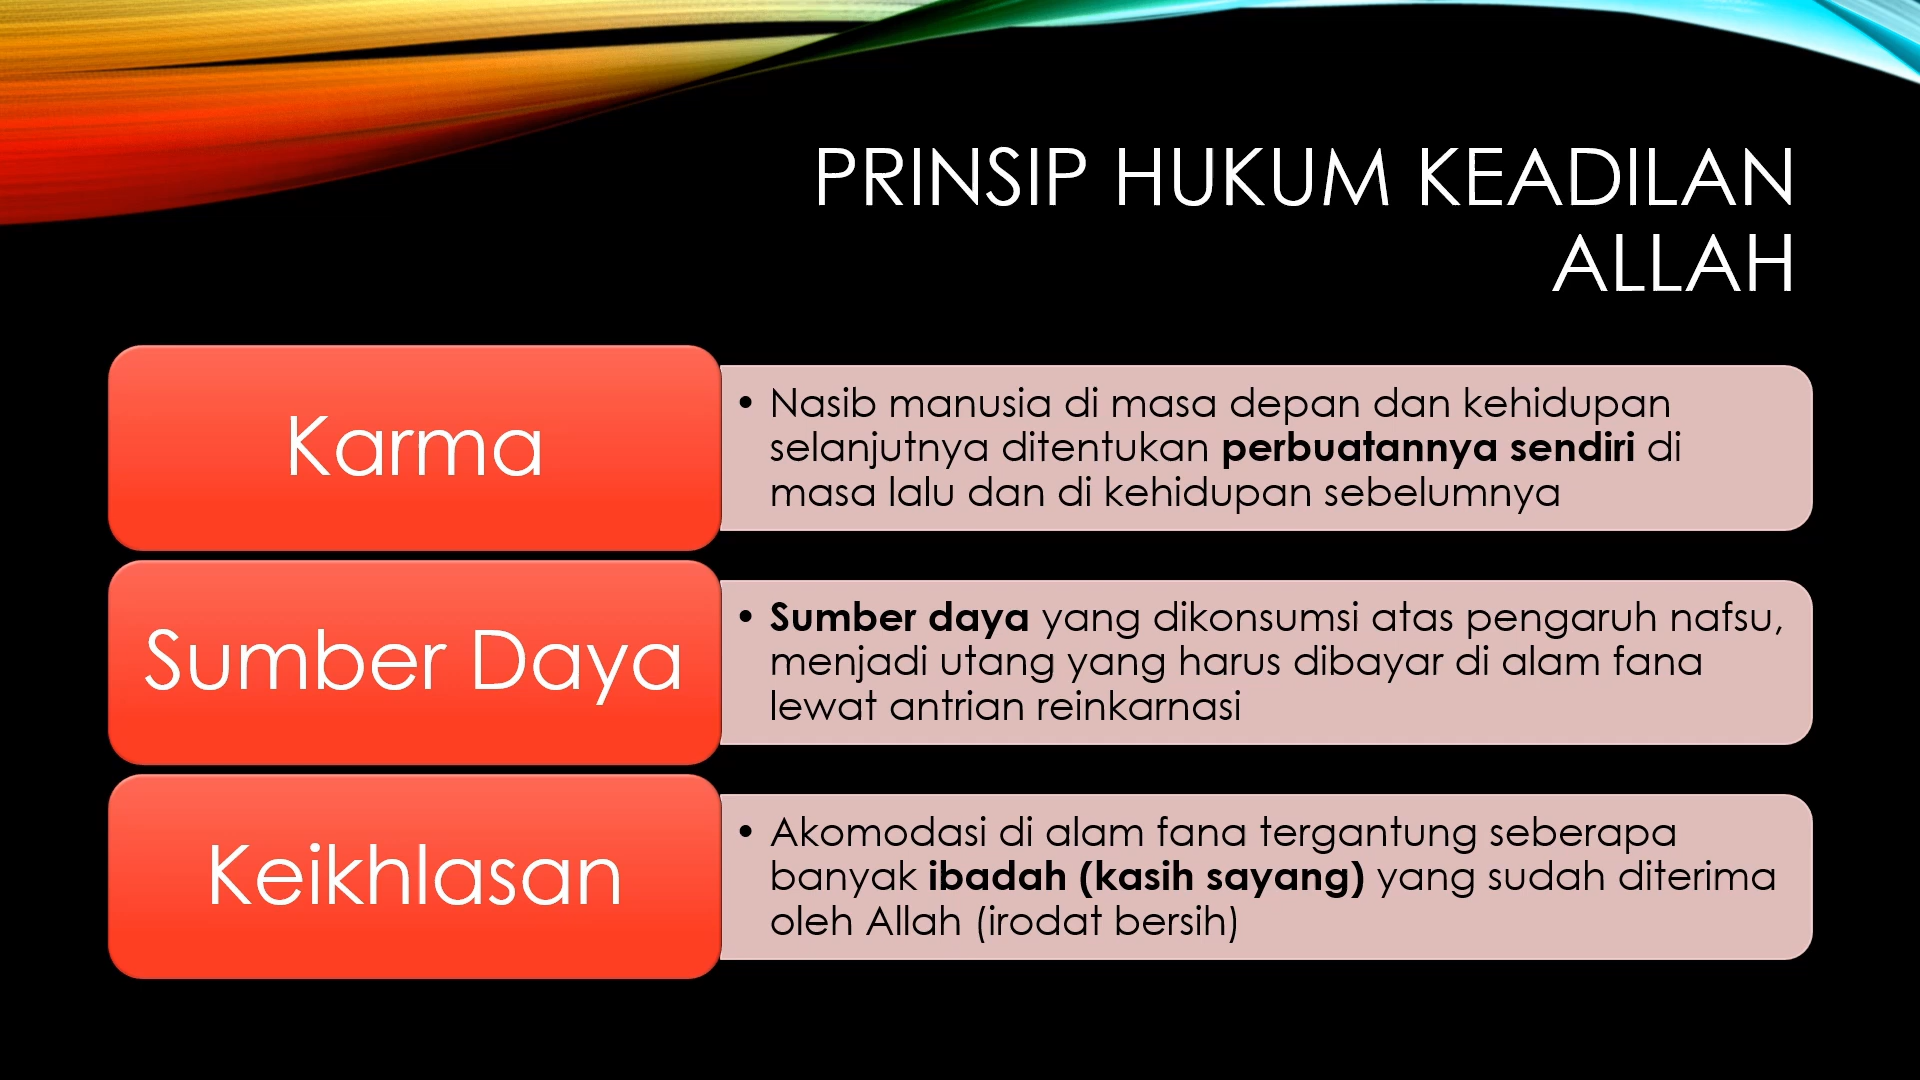 PRINSIP HUKUM KEADILAN
ALLAH
Karma
• Nasib manusia di masa depan dan kehidupan
selanjutnya ditentukan perbuatannya sendiri di
masa lalu dan di kehidupan sebelumnya
Sumber Daya
• Sumber daya yang dikonsumsi atas pengaruh nafsu,
menjadi utang yang harus dibayar di alam fana
lewat antrian reinkarnasi
Keikhlasan
• Akomodasi di alam fana tergantung seberapa
banyak ibadah (kasih sayang) yang sudah diterima
oleh Allah (irodat bersih)